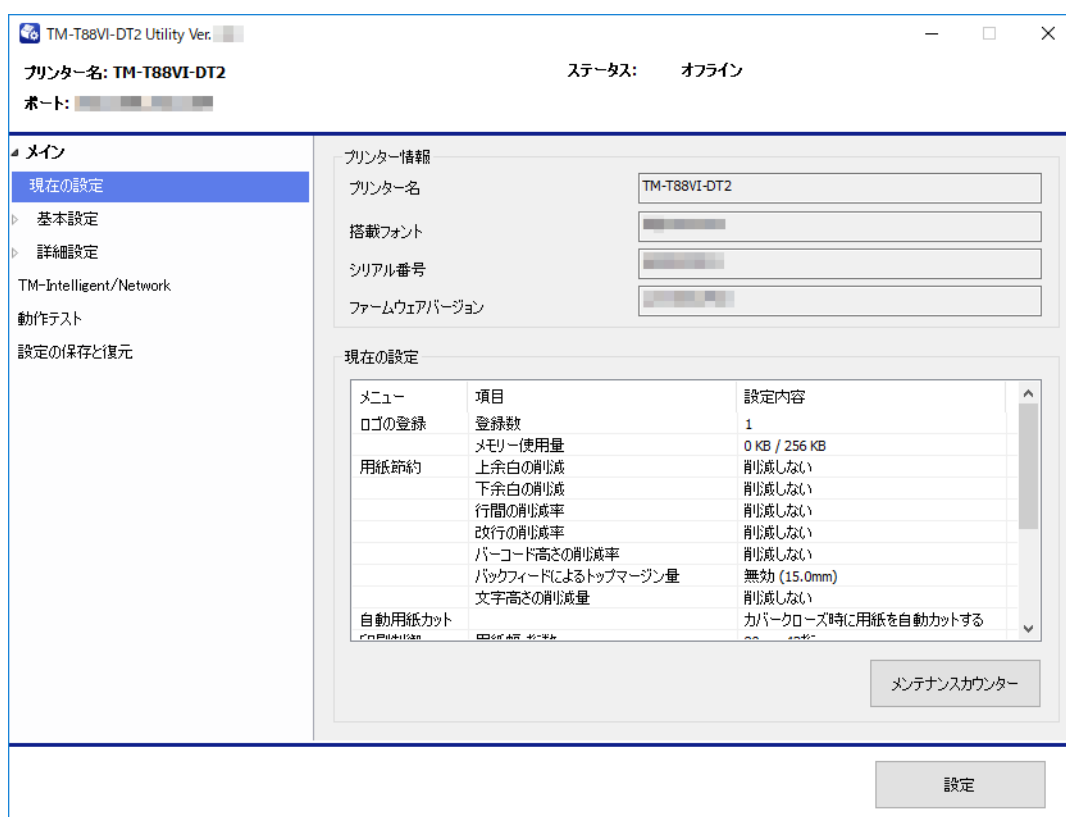 TM-T88VI-DT2 Utility Ver.
プリンター名: TM-T88VI-DT2
ステータス: オフライン
ポート:
メイン
現在の設定
基本設定
詳細設定
TM-Intelligent/Network
動作テスト
設定の保存と復元
プリンター情報
プリンター名 TM-T88VI-DT2
搭載フォント
シリアル番号
ファームウェアバージョン
現在の設定
メニュー 項目 設定内容
ロゴの登録 登録数 1
メモリー使用量 0 KB / 256 KB
用紙節約 上余白の削減 削減しない
下余白の削減 削減しない
行間の削減率 削減しない
改行の削減率 削減しない
バーコード高さの削減率 削減しない
バックフィードによるトップマージン量 無効 (15.0mm)
文字高さの削減量 削減しない
自動用紙カット カバークローズ時に用紙を自動カットする
メンテナンスカウンター
設定